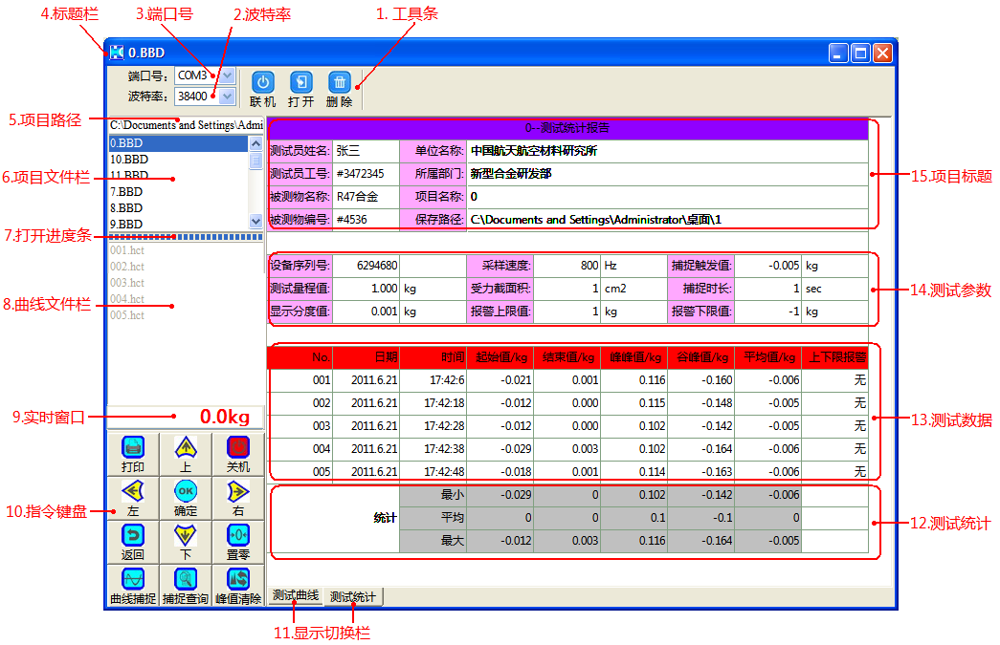 4.标题栏
3.端口号
2.波特率
1. 工具条
0.BBD
端口号: COM3
波特率: 38400
联机 打开 删除
5.项目路径
C:\Documents and Settings\Admi
6.项目文件栏
0.BBD
10.BBD
11.BBD
7.BBD
8.BBD
9.BBD
7.打开进度条
001.hct
002.hct
003.hct
004.hct
005.hct
8.曲线文件栏
9.实时窗口
0.0kg
10.指令键盘
打印 上 关机
OK
左 确定 右
返回 下 置零
曲线捕捉 捕捉查询 峰值清除
0--测试统计报告
测试员姓名: 张三 单位名称: 中国航天航空材料研究所
测试员工号: #3472345 所属部门: 新型合金研发部
被测物名称: R47合金 项目名称: 0
被测物编号: #4536 保存路径: C:\Documents and Settings\Administrator\桌面\1
15.项目标题
设备序列号: 6294680 采样速度: 800 Hz 捕捉触发值: -0.005 kg
测试量程值: 1.000 kg 受力截面积: 1 cm2 捕捉时长: 1 sec
显示分度值: 0.001 kg 报警上限值: 1 kg 报警下限值: -1 kg
14.测试参数
No. 日期 时间 起始值/kg 结束值/kg 峰峰值/kg 谷峰值/kg 平均值/kg 上下限报警
001 2011.6.21 17:42:6 -0.021 0.001 0.116 -0.160 -0.006 无
002 2011.6.21 17:42:18 -0.012 0.000 0.115 -0.148 -0.005 无
003 2011.6.21 17:42:28 -0.012 0.000 0.102 -0.142 -0.005 无
004 2011.6.21 17:42:38 -0.029 0.003 0.102 -0.164 -0.006 无
005 2011.6.21 17:42:48 -0.018 0.001 0.114 -0.163 -0.006 无
13.测试数据
统计
最小 -0.029 0 0.102 -0.142 -0.006
平均 0 0 0.1 -0.1 0
最大 -0.012 0.003 0.116 -0.164 -0.005
12.测试统计
测试曲线 测试统计
11.显示切换栏